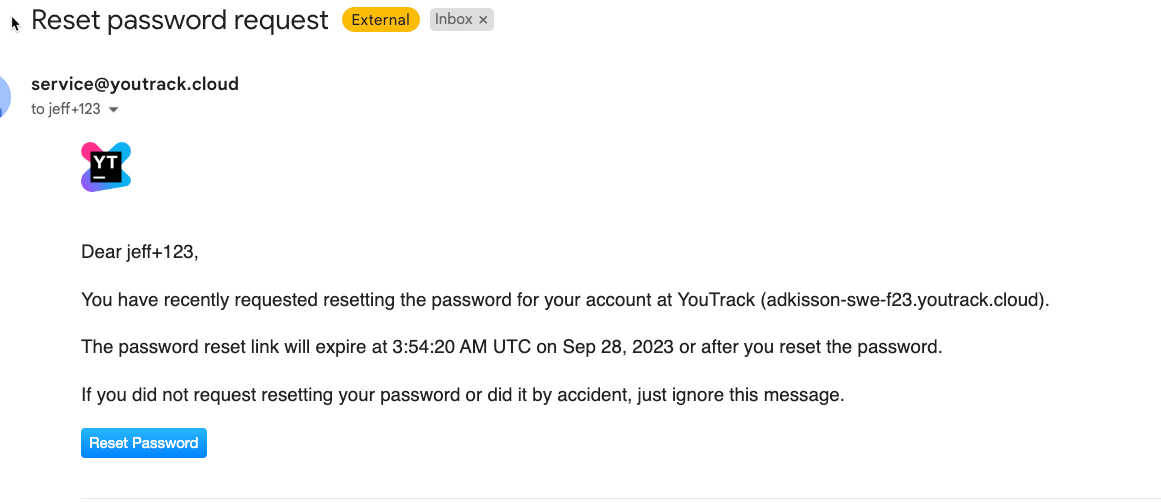 Reset password request External Inbox ×
service@youtrack.cloud
to jeff+123
YT
Dear jeff+123,
You have recently requested resetting the password for your account at YouTrack (adkisson-swe-f23.youtrack.cloud).
The password reset link will expire at 3:54:20 AM UTC on Sep 28, 2023 or after you reset the password.
If you did not request resetting your password or did it by accident, just ignore this message.
Reset Password